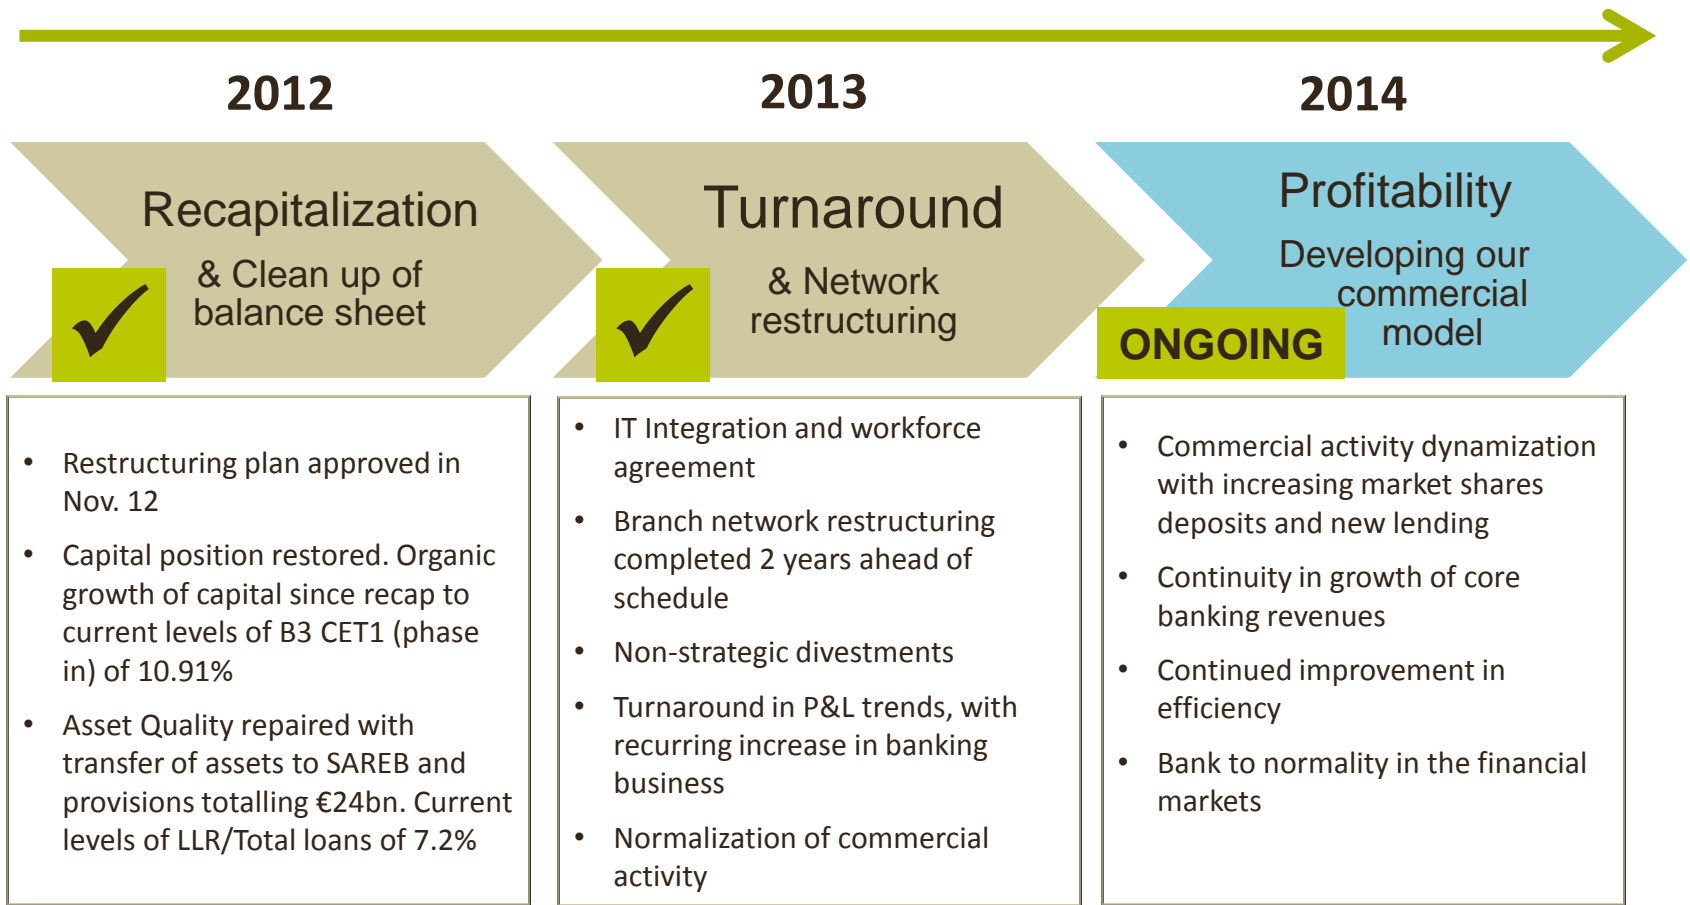 2012
Recapitalization
& Clean up of
balance sheet
• Restructuring plan approved in
Nov. 12
• Capital position restored. Organic
growth of capital since recap to
current levels of B3 CET1 (phase
in) of 10.91%
• Asset Quality repaired with
transfer of assets to SAREB and
provisions totalling €24bn. Current
levels of LLR/Total loans of 7.2%
2013
Turnaround
& Network
restructuring
• IT Integration and workforce
agreement
• Branch network restructuring
completed 2 years ahead of
schedule
• Non-strategic divestments
• Turnaround in P&L trends, with
recurring increase in banking
business
• Normalization of commercial
activity
2014
Profitability
Developing our
commercial
model
ONGOING
• Commercial activity dynamization
with increasing market shares
deposits and new lending
• Continuity in growth of core
banking revenues
• Continued improvement in
efficiency
• Bank to normality in the financial
markets